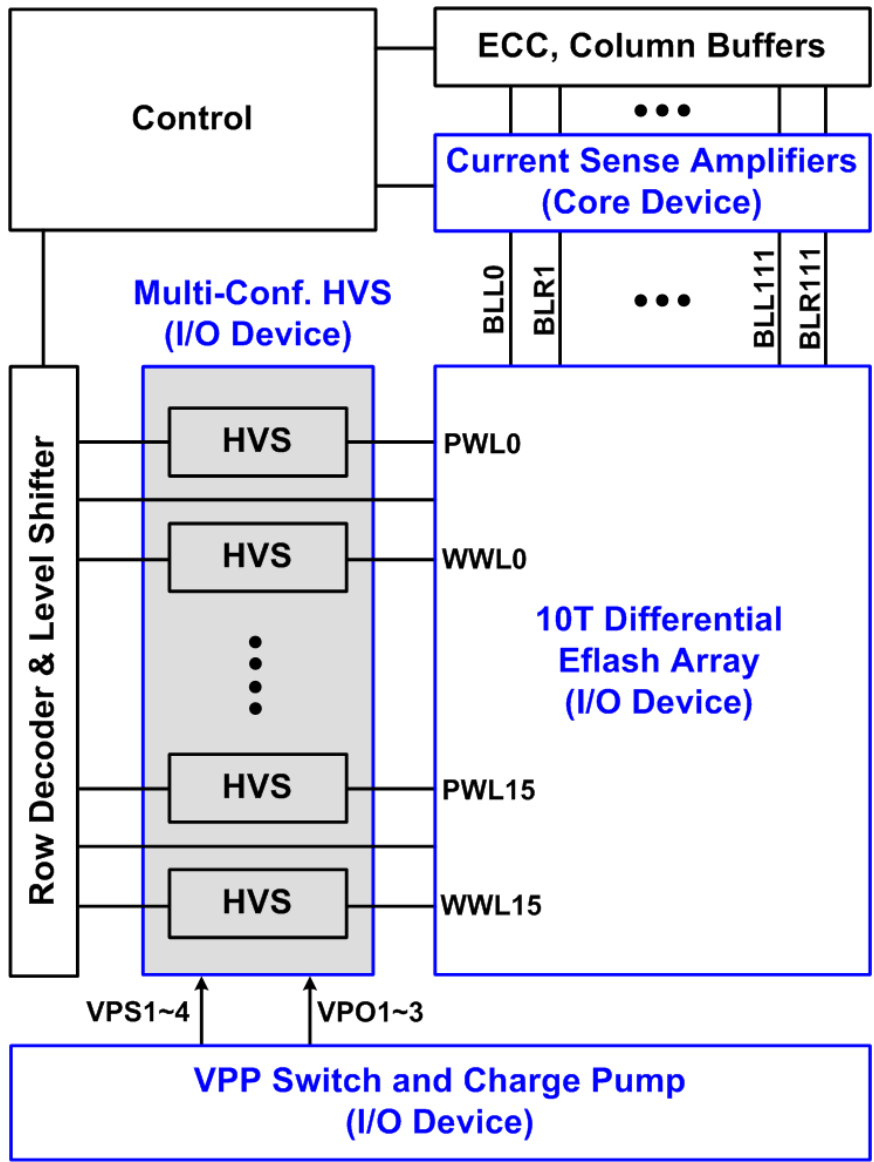 Control
ECC, Column Buffers
Current Sense Amplifiers
(Core Device)
BLL0
BLR1
BLL111
BLR111
Multi-Conf. HVS
(I/O Device)
Row Decoder & Level Shifter
HVS
PWL0
HVS
WWL0
HVS
PWL15
HVS
WWL15
10T Differential
Eflash Array
(I/O Device)
VPS1~4
VPO1~3
VPP Switch and Charge Pump
(I/O Device)